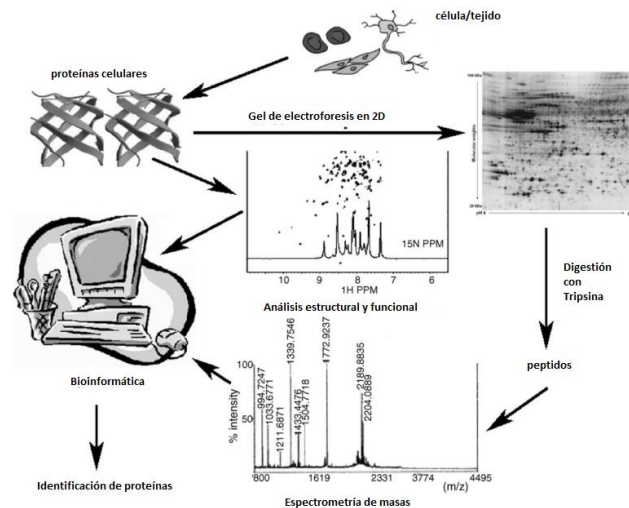 célula/tejido
proteínas celulares
Gel de electroforesis en 2D
Molecular weight
15N PPM
10 9 8 7 6
1H PPM
Análisis estructural y funcional
Digestión
con
Tripsina
peptidos
Bioinformática
Identificación de proteínas
% intensity
100
50
994.7247
1033.6771
1211.6871
1339.7546
1433.4476
1504.7718
1772.9237
2189.8835
2204.0889
800 1619 2331 3774 4495
(m/z)
Espectrometría de masas